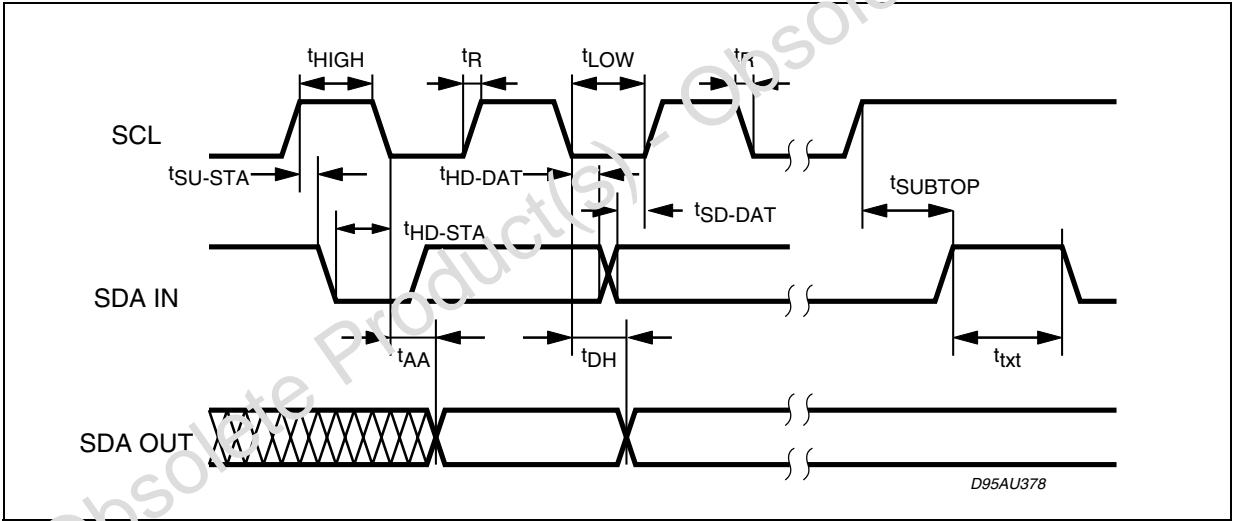 tHIGH tR tLOW tR
SCL
tSU-STA tHD-DAT tSUBTOP
tSD-DAT
tHD-STA
SDA IN
tAA tDH ttxt
SDA OUT
D95AU378
Obsolete Product(s) - Obsol